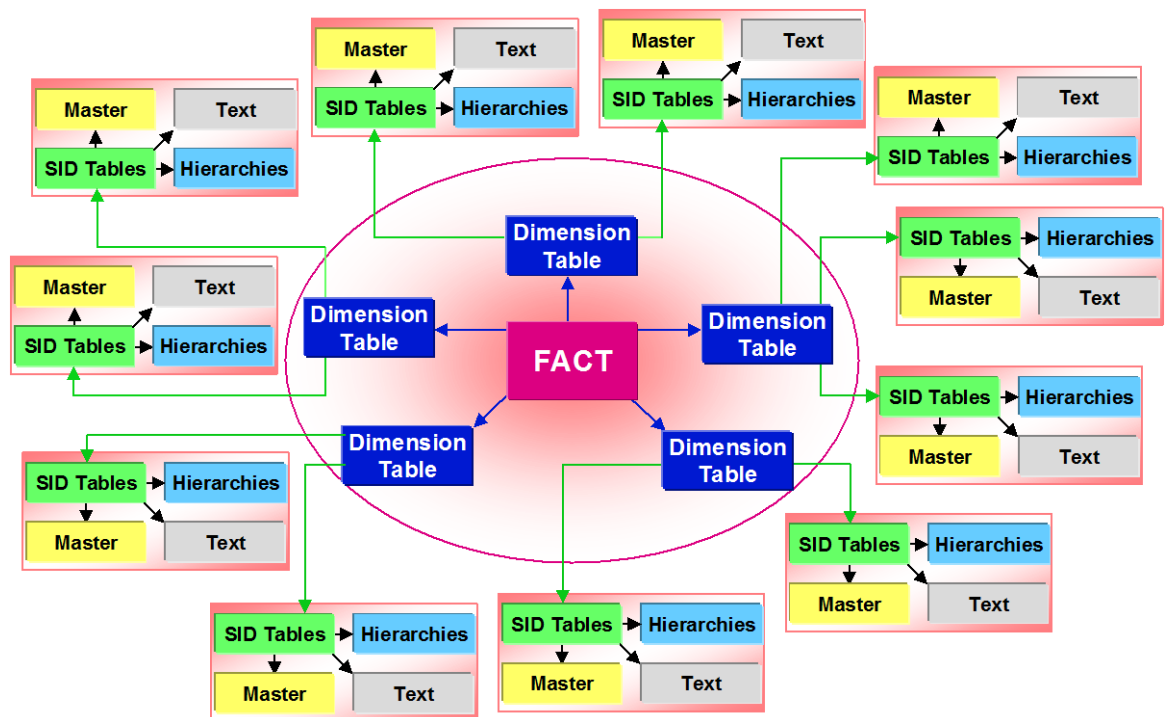 Master
Text
SID Tables
Hierarchies
Master
Text
SID Tables
Hierarchies
Master
Text
SID Tables
Hierarchies
Master
Text
SID Tables
Hierarchies
SID Tables
Hierarchies
Master
Text
Master
Text
SID Tables
Hierarchies
Dimension
Table
Dimension
Table
Dimension
Table
FACT
Dimension
Table
Dimension
Table
SID Tables
Hierarchies
Master
Text
SID Tables
Hierarchies
Master
Text
SID Tables
Hierarchies
Master
Text
SID Tables
Hierarchies
Master
Text
SID Tables
Hierarchies
Master
Text